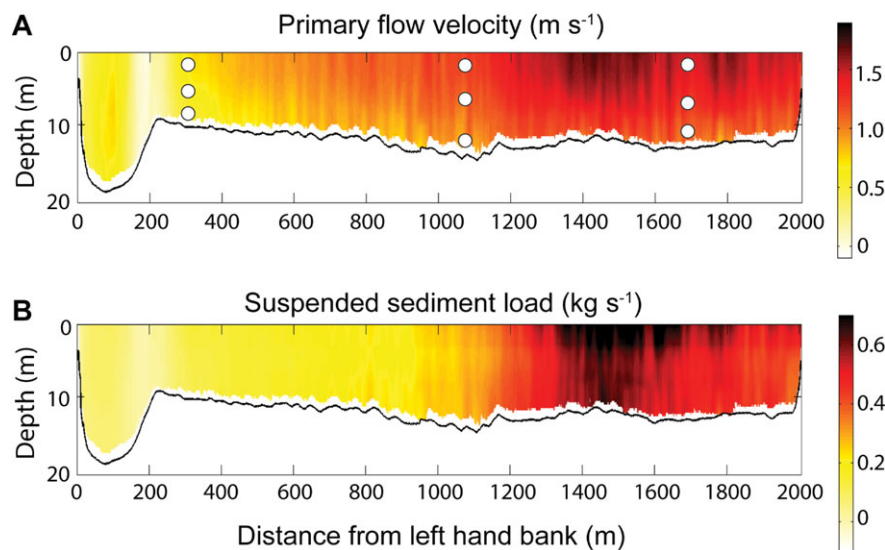 A
Primary flow velocity (m s⁻¹)
Depth (m)
0
10
20
0 200 400 600 800 1000 1200 1400 1600 1800 2000
1.5
1.0
0.5
0
B
Suspended sediment load (kg s⁻¹)
Depth (m)
0
10
20
0 200 400 600 800 1000 1200 1400 1600 1800 2000
Distance from left hand bank (m)
0.6
0.4
0.2
0